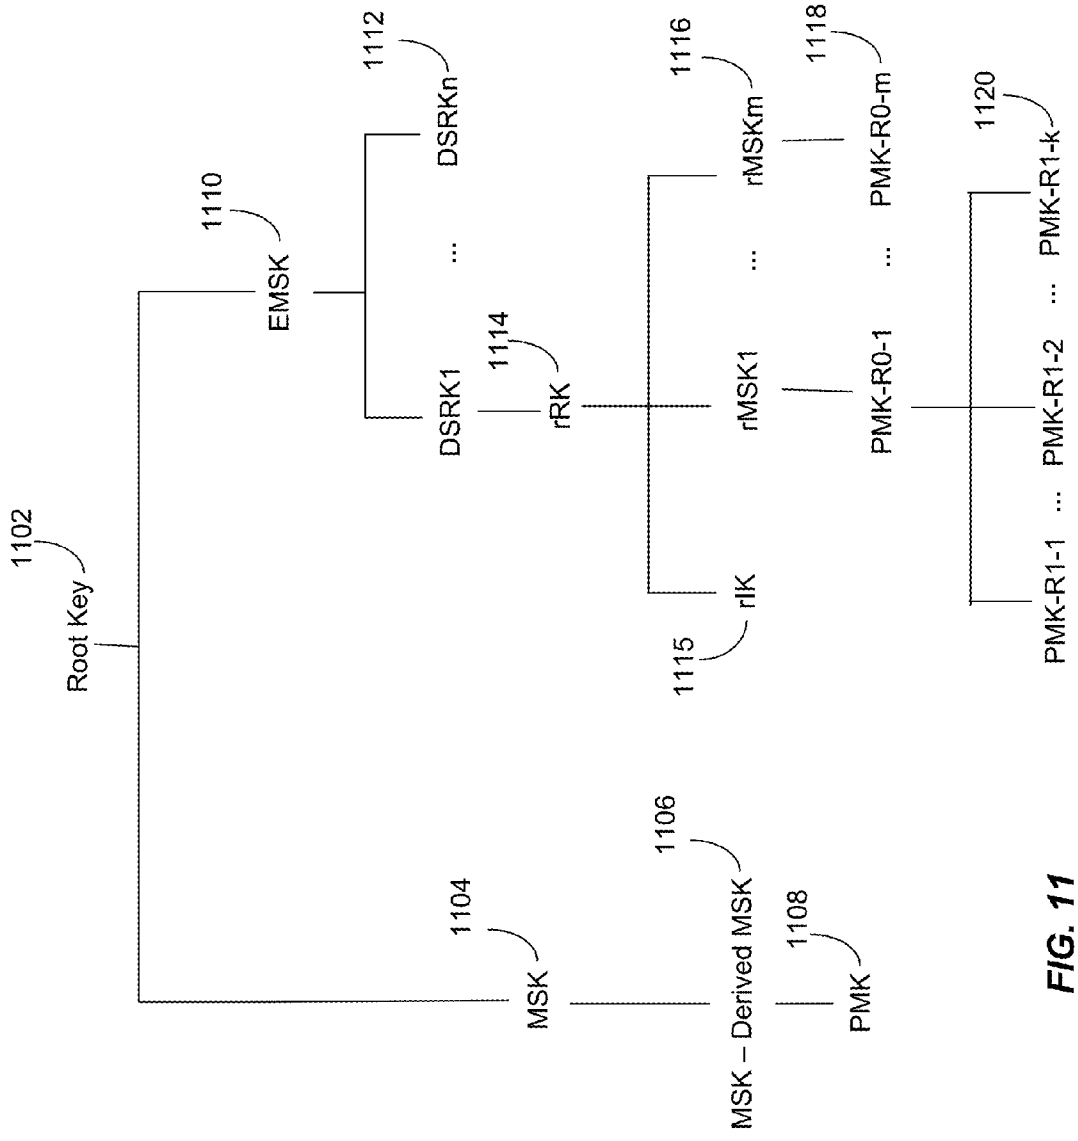 1102
Root Key
1110
EMSK
1112
DSRK1 ... DSRKn
1104
MSK
1114
rRK
1106
MSK – Derived MSK
1115
rIK
rMSK1 ... rMSKm
1116
1108
PMK
PMK-R0-1 ... PMK-R0-m
1118
PMK-R1-1 ... PMK-R1-2 ... PMK-R1-k
1120
FIG. 11